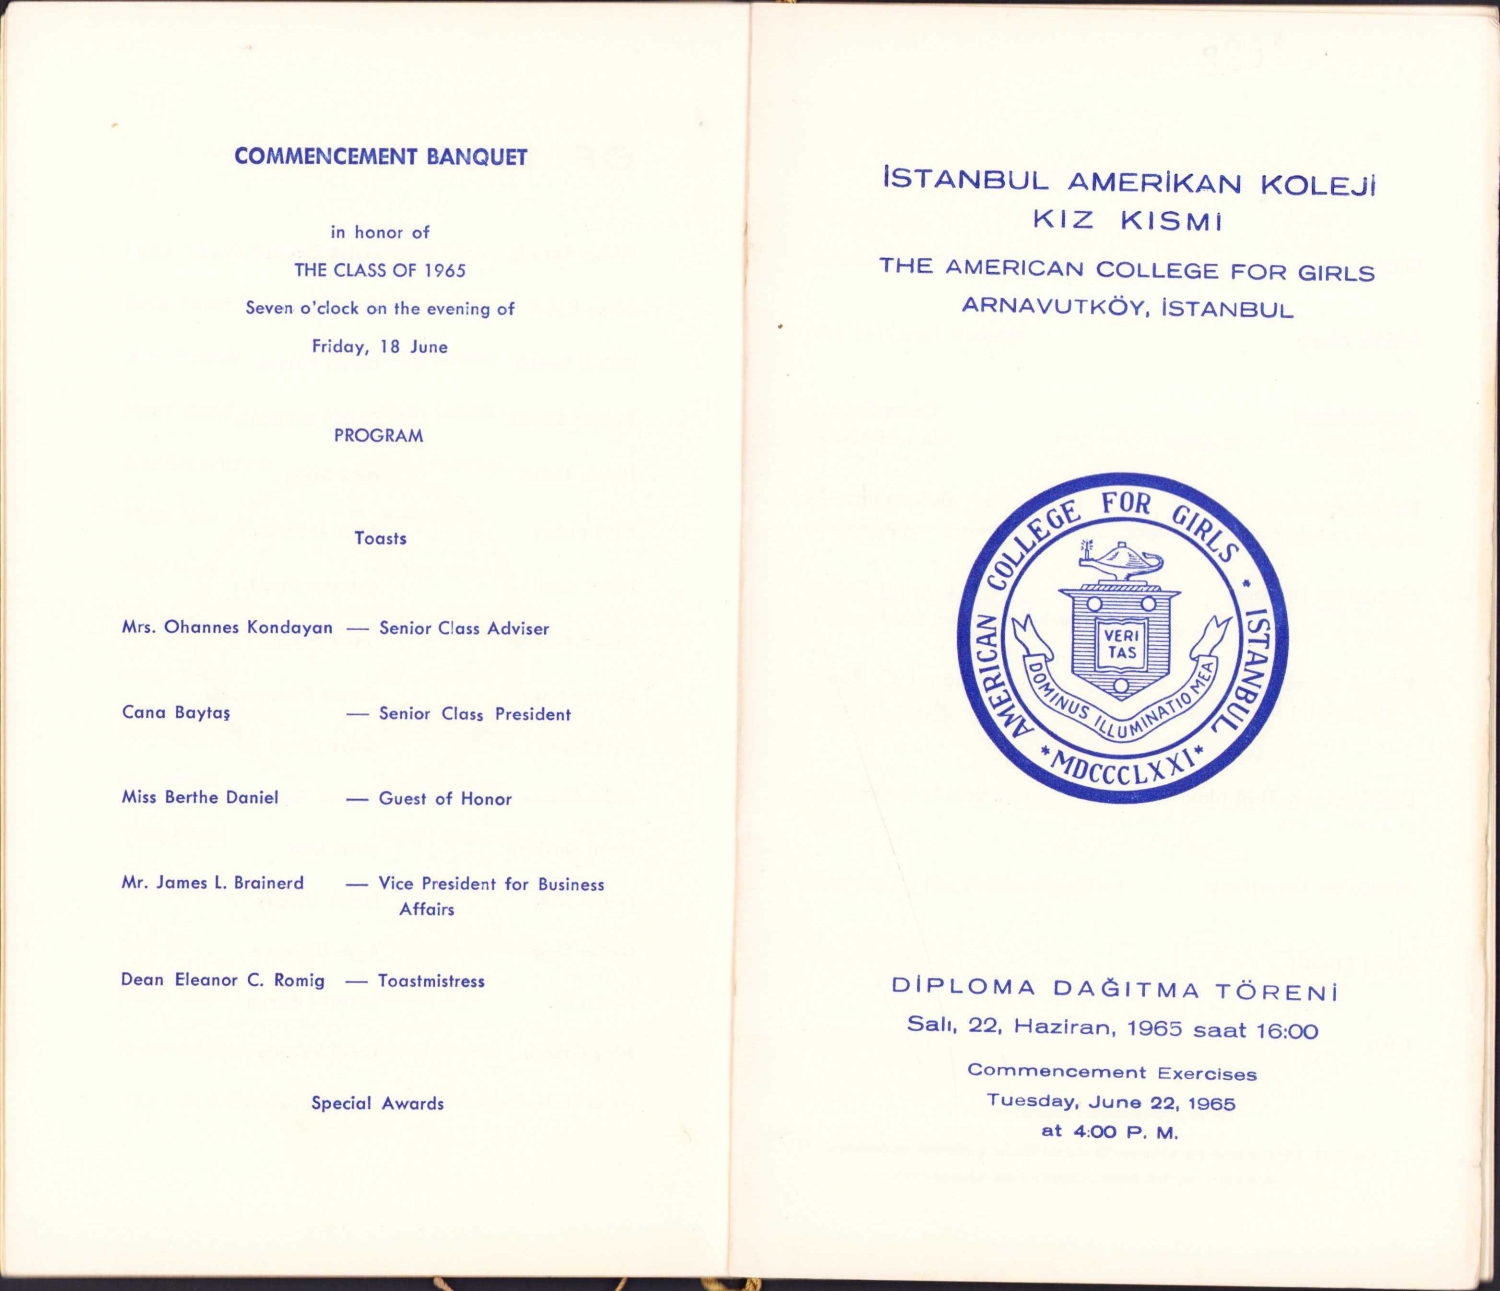 COMMENCEMENT BANQUET
in honor of
THE CLASS OF 1965
Seven o'clock on the evening of
Friday, 18 June
PROGRAM
Toasts
Mrs. Ohannes Kondayan — Senior Class Adviser
Cana Baytaş — Senior Class President
Miss Berthe Daniel — Guest of Honor
Mr. James L. Brainerd — Vice President for Business
Affairs
Dean Eleanor C. Romig — Toastmistress
Special Awards
İSTANBUL AMERİKAN KOLEJİ
KIZ KISMI
THE AMERICAN COLLEGE FOR GIRLS
ARNAVUTKÖY, İSTANBUL
AMERICAN COLLEGE FOR GIRLS • ISTANBUL
VERI
TAS
DOMINUS ILLUMINATIO MEA
*MDCCCLXXI*
DİPLOMA DAĞITMA TÖRENİ
Salı, 22, Haziran, 1965 saat 16:00
Commencement Exercises
Tuesday, June 22, 1965
at 4:00 P. M.